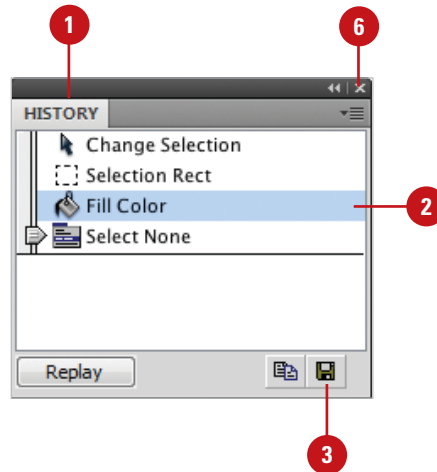 1
6
HISTORY
Change Selection
Selection Rect
Fill Color
2
Select None
Replay
3